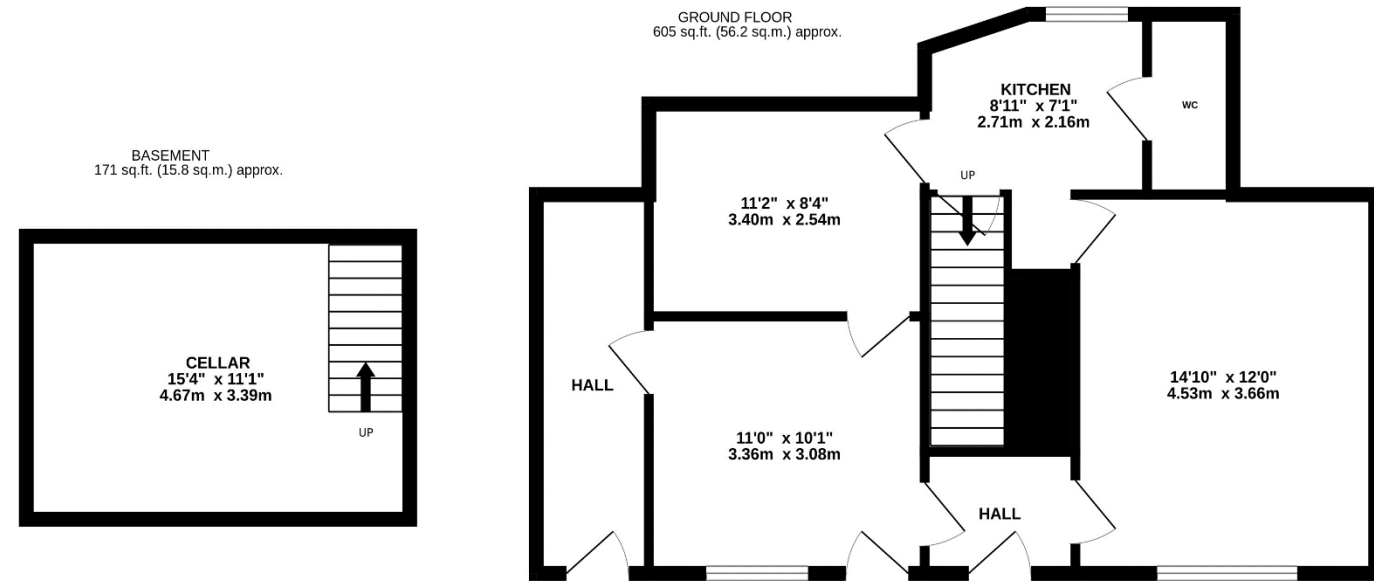 GROUND FLOOR
605 sq.ft. (56.2 sq.m.) approx.
BASEMENT
171 sq.ft. (15.8 sq.m.) approx.
CELLAR
15'4" x 11'1"
4.67m x 3.39m
UP
KITCHEN
8'11" x 7'1"
2.71m x 2.16m
WC
UP
11'2" x 8'4"
3.40m x 2.54m
HALL
11'0" x 10'1"
3.36m x 3.08m
14'10" x 12'0"
4.53m x 3.66m
HALL